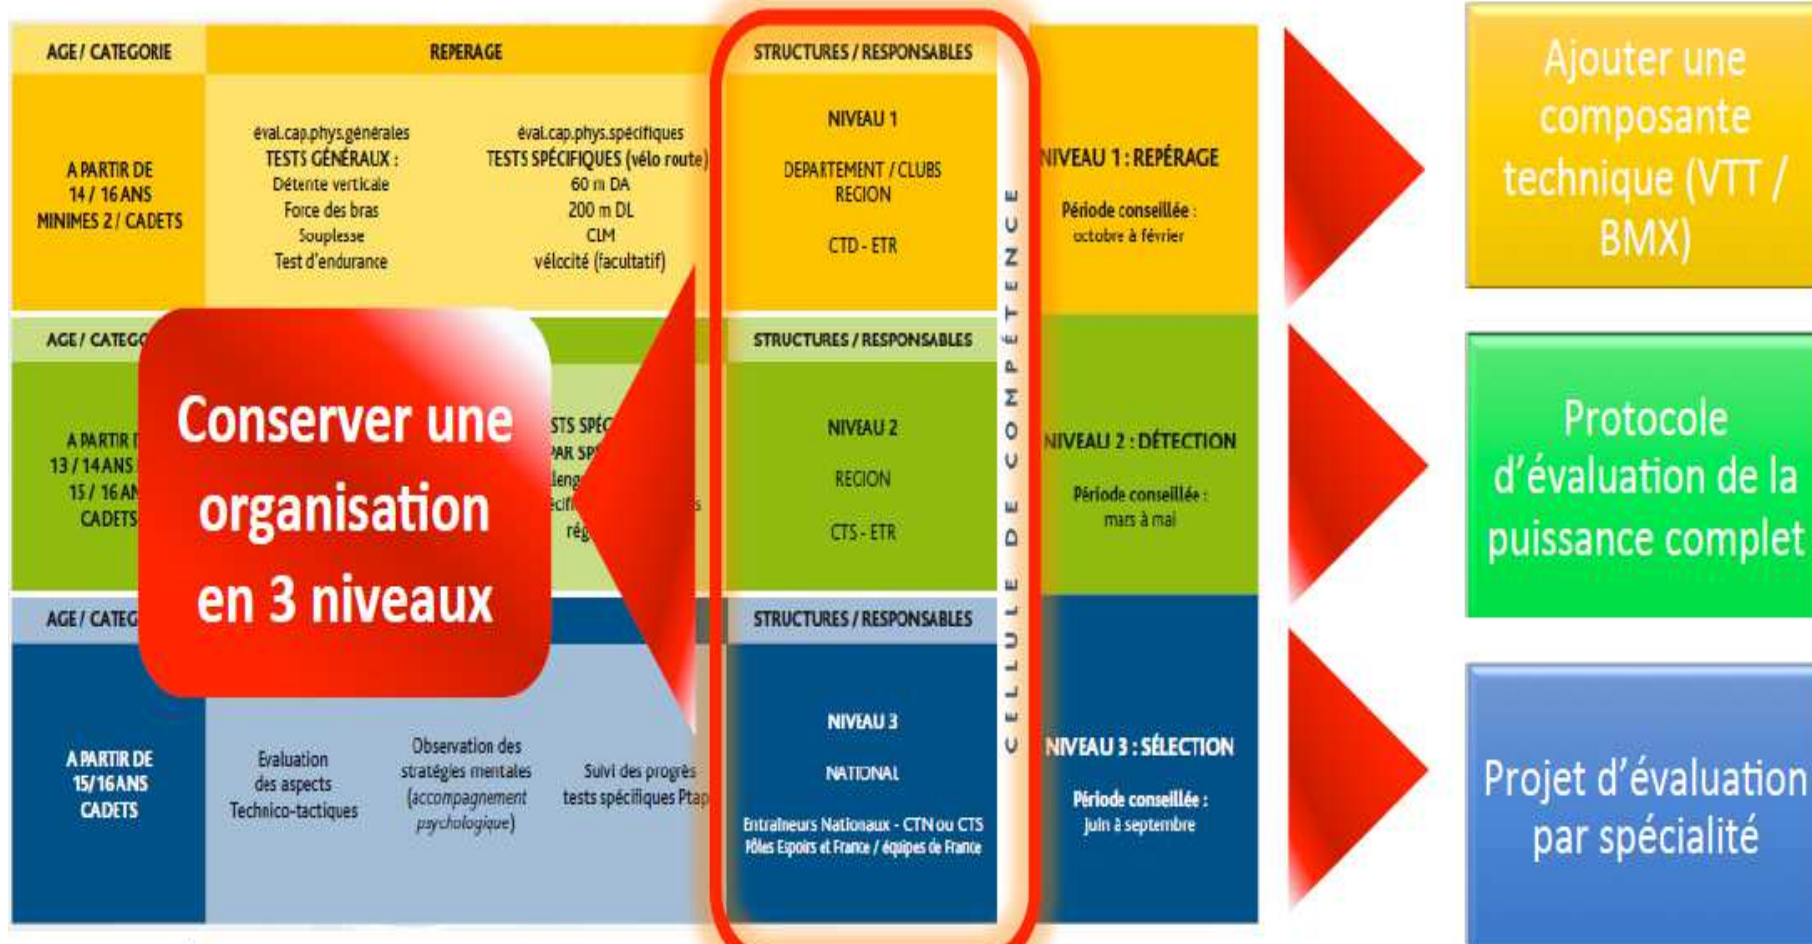 AGE / CATEGORIE
REPERAGE
STRUCTURES / RESPONSABLES
A PARTIR DE
14 / 16 ANS
MINIMES 2 / CADETS
éval.cap.phys.générales
TESTS GÉNÉRAUX :
Détente verticale
Force des bras
Souplesse
Test d'endurance
éval.cap.phys.spécifiques
TESTS SPÉCIFIQUES (vélo route)
60 m DA
200 m DL
CLM
vélocité (facultatif)
NIVEAU 1
DEPARTEMENT / CLUBS
REGION
CTD - ETR
NIVEAU 1 : REPÉRAGE
Période conseillée :
octobre à février
Ajouter une
composante
technique (VTT /
BMX)
AGE / CATEGO
STRUCTURES / RESPONSABLES
A PARTIR
13 / 14 ANS
15 / 16 AN
CADETS
STS SPÉC
PAR SP
rég
NIVEAU 2
REGION
CTS - ETR
NIVEAU 2 : DÉTECTION
Période conseillée :
mars à mai
Protocole
d'évaluation de la
puissance complet
Conserver une
organisation
en 3 niveaux
CELLULE DE COMPÉTENCE
AGE / CATEG
STRUCTURES / RESPONSABLES
A PARTIR DE
15/16 ANS
CADETS
Evaluation
des aspects
Technico-tactiques
Observation des
stratégies mentales
(accompagnement
psychologique)
Suivi des progrès
tests spécifiques Ptap
NIVEAU 3
NATIONAL
Entraîneurs Nationaux - CTN ou CTS
Pôles Espoirs et France / équipes de France
NIVEAU 3 : SÉLECTION
Période conseillée :
juin à septembre
Projet d'évaluation
par spécialité